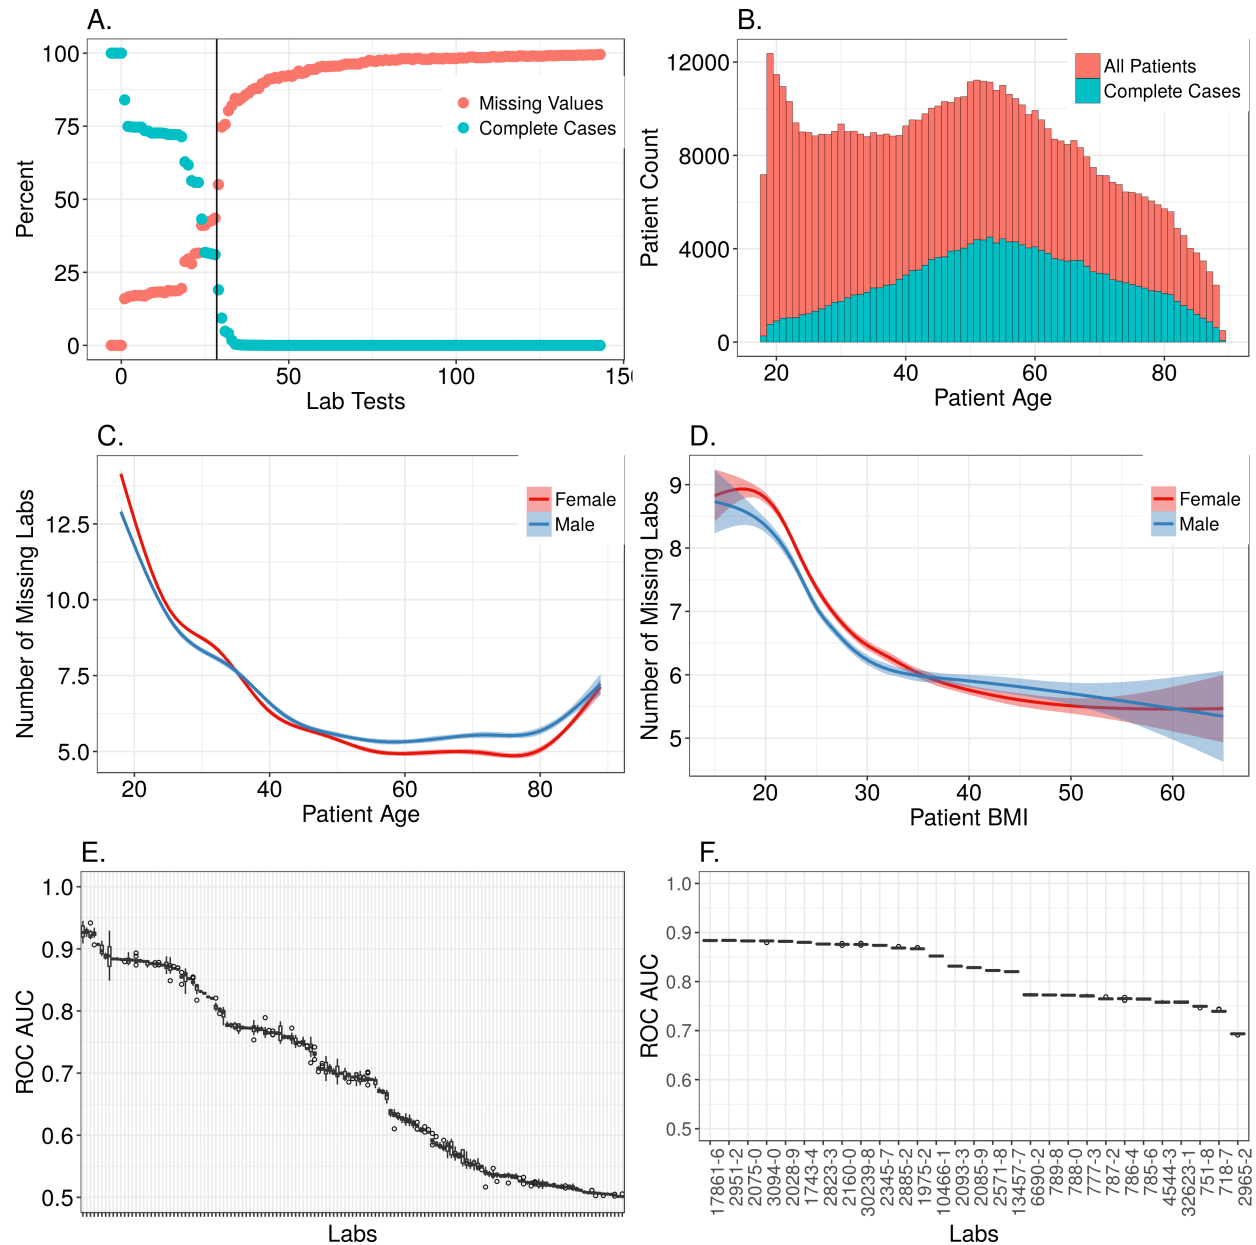 A.
100
75
50
25
0
Percent
0
50
100
15
Lab Tests
Missing Values
Complete Cases
B.
12000
8000
4000
0
Patient Count
20
40
60
80
Patient Age
All Patients
Complete Cases
C.
12.5
10.0
7.5
5.0
Number of Missing Labs
20
40
60
80
Patient Age
Female
Male
D.
9
8
7
6
5
Number of Missing Labs
20
30
40
50
60
Patient BMI
Female
Male
E.
1.0
0.9
0.8
0.7
0.6
0.5
ROC AUC
Labs
F.
1.0
0.9
0.8
0.7
0.6
0.5
ROC AUC
17861-6
2951-2
2075-0
3094-0
2028-9
1743-4
2823-3
2160-0
30239-8
2345-7
2885-2
1975-2
10466-1
2093-3
2085-9
2571-8
13457-7
6690-2
789-8
788-0
777-3
787-2
786-4
785-6
4544-3
32623-1
751-8
718-7
2965-2
Labs